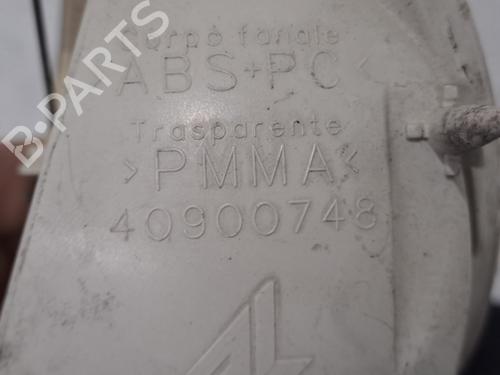 Corpo fanale
ABS+PC<
Trasparente
>PMMA<
40900748
B-PARTS